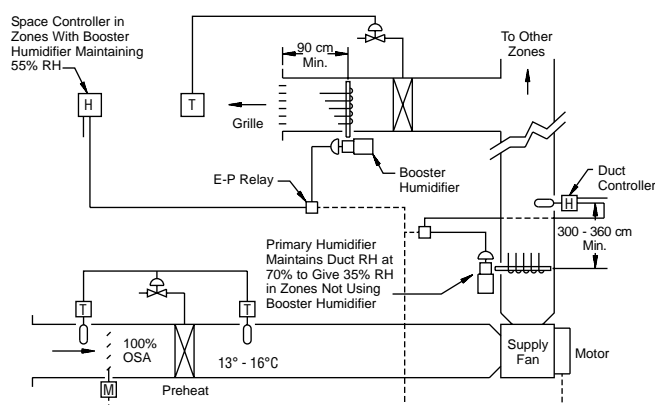 Space Controller in
Zones With Booster
Humidifier Maintaining
55% RH
H
T
90 cm
Min.
Grille
To Other
Zones
E-P Relay
Booster
Humidifier
Duct
Controller
H
300 - 360 cm
Min.
Primary Humidifier
Maintains Duct RH at
70% to Give 35% RH
in Zones Not Using
Booster Humidifier
T
T
100%
OSA
13° - 16°C
Supply
Fan
Motor
M
Preheat